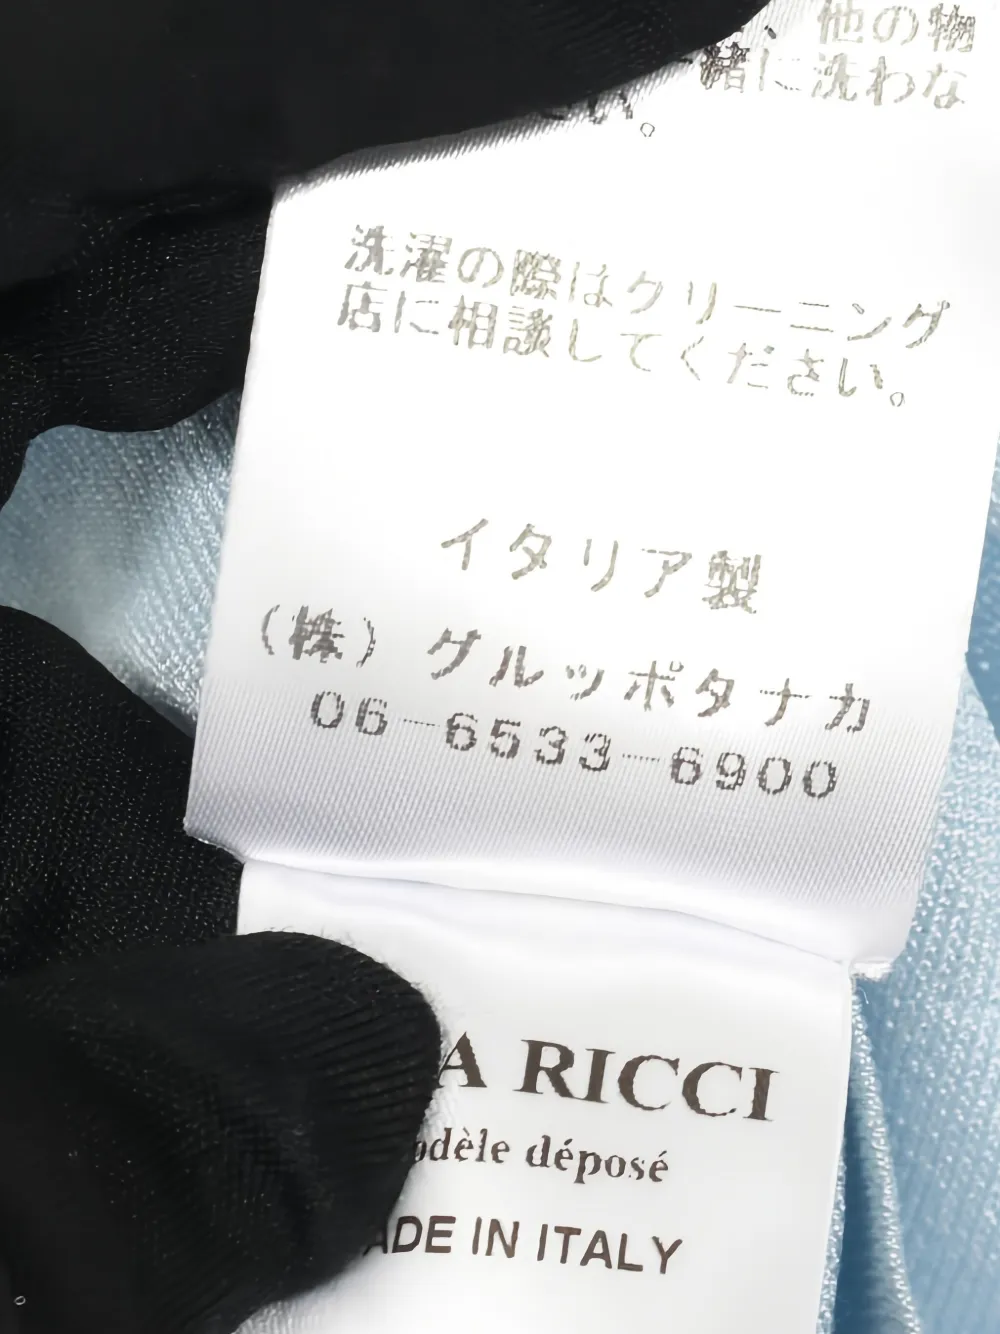 、他の物
緒に洗わな
い。
洗濯の際はクリーニング
店に相談してください。
イタリア製
(株) グルッポタナカ
06-6533-6900
A RICCI
odèle déposé
ADE IN ITALY